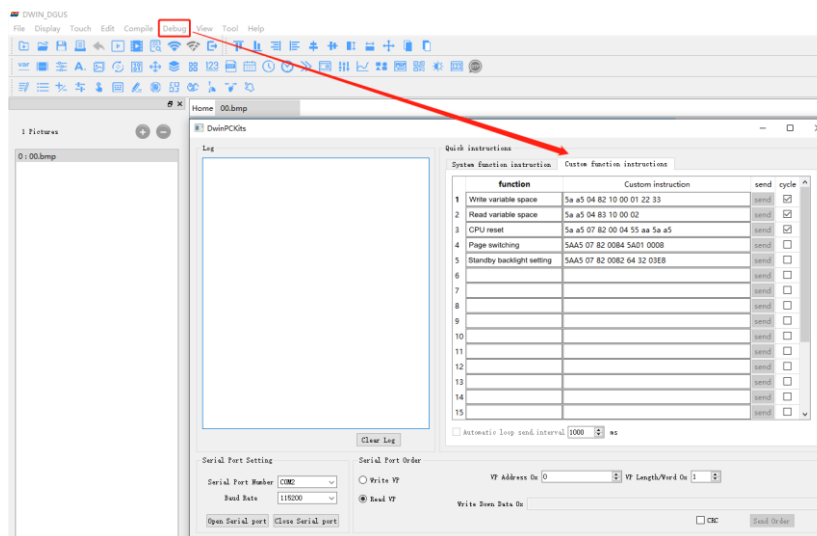 DWIN_DGUS
File Display Touch Edit Compile Debug View Tool Help
1 Pictures
Home 00.bmp
0 : 00.bmp
DwinPCKits
Log
Quick instructions
System function instruction Custom function instructions
function Custom instruction send cycle
1 Write variable space 5a a5 04 82 10 00 01 22 33 send
2 Read variable space 5a a5 04 83 10 00 02 send
3 CPU reset 5a a5 07 82 00 04 55 aa 5a a5 send
4 Page switching 5AA5 07 82 0084 5A01 0008 send
5 Standby backlight setting 5AA5 07 82 0082 64 32 03E8 send
6 send
7 send
8 send
9 send
10 send
11 send
12 send
13 send
14 send
15 send
Automatic loop send, interval 1000 ms
Clear Log
Serial Port Setting
Serial Port Number COM2
Baud Rate 115200
Open Serial port Close Serial port
Serial Port Order
Write VP
Read VP
VP Address 0x 0 VP Length/Word 0x 1
Write Down Data 0x
CRC Send Order